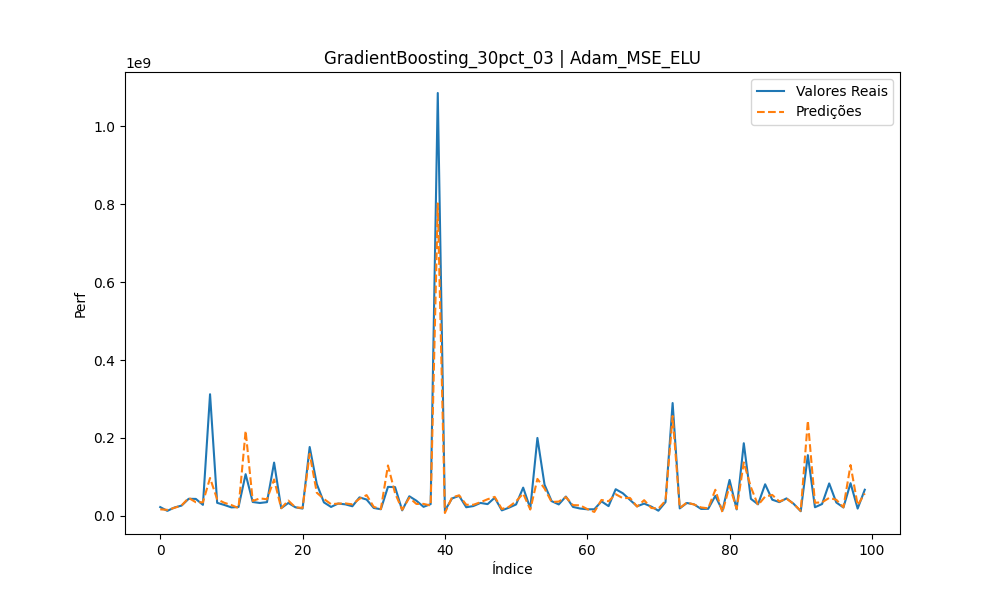 GradientBoosting_30pct_03 | Adam_MSE_ELU
1e9
Valores Reais
Predições
1.0
0.8
0.6
0.4
0.2
0.0
Perf
0 20 40 60 80 100
Índice